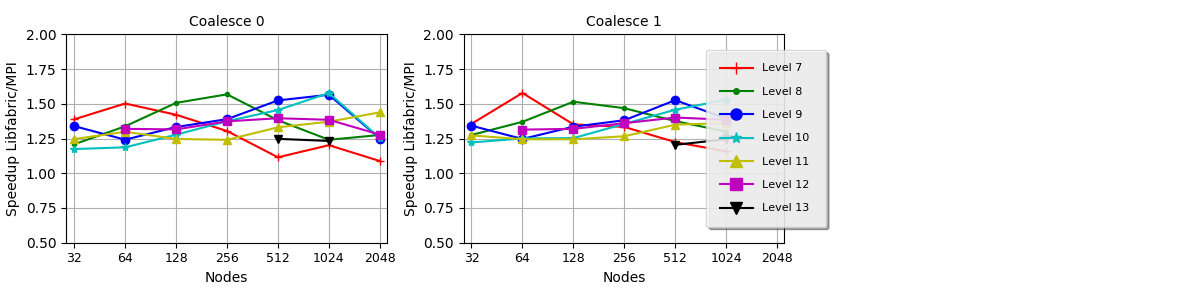 Coalesce 0
2.00
1.75
1.50
1.25
1.00
0.75
0.50
Speedup Libfabric/MPI
32 64 128 256 512 1024 2048
Nodes
Coalesce 1
2.00
1.75
1.50
1.25
1.00
0.75
0.50
Speedup Libfabric/MPI
32 64 128 256 512 1024 2048
Nodes
Level 7
Level 8
Level 9
Level 10
Level 11
Level 12
Level 13